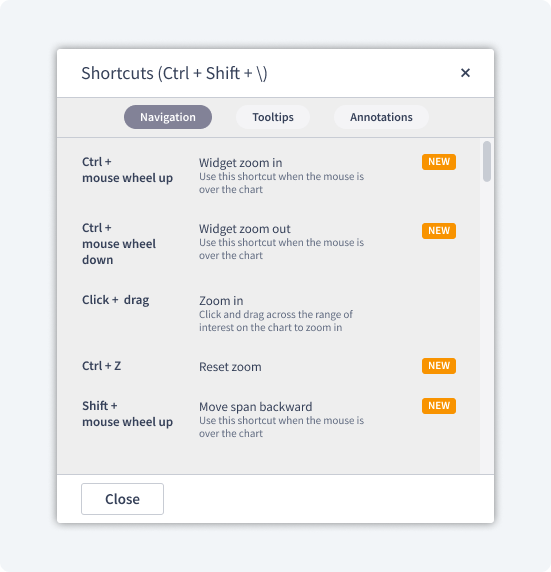 Shortcuts (Ctrl + Shift + \)
×
Navigation Tooltips Annotations
Ctrl +
mouse wheel up
Widget zoom in
Use this shortcut when the mouse is
over the chart
NEW
Ctrl +
mouse wheel
down
Widget zoom out
Use this shortcut when the mouse is
over the chart
NEW
Click + drag
Zoom in
Click and drag across the range of
interest on the chart to zoom in
Ctrl + Z
Reset zoom
NEW
Shift +
mouse wheel up
Move span backward
Use this shortcut when the mouse is
over the chart
NEW
Close